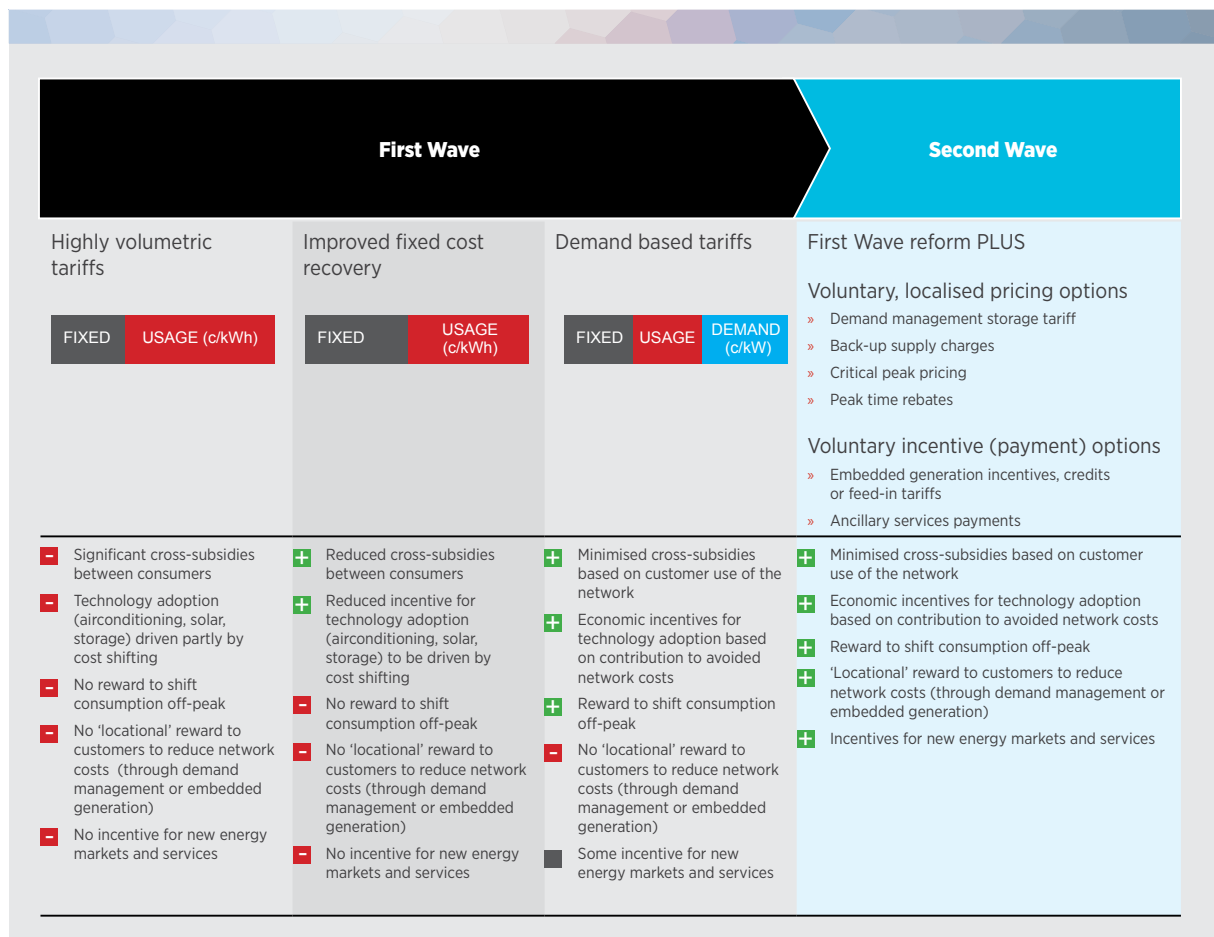 First Wave
Second Wave
Highly volumetric
tariffs
FIXED
USAGE (c/kWh)
Improved fixed cost
recovery
FIXED
USAGE
(c/kWh)
Demand based tariffs
FIXED
USAGE
DEMAND
(c/kW)
First Wave reform PLUS
Voluntary, localised pricing options
» Demand management storage tariff
» Back-up supply charges
» Critical peak pricing
» Peak time rebates
Voluntary incentive (payment) options
» Embedded generation incentives, credits
or feed-in tariffs
» Ancillary services payments
- Significant cross-subsidies
between consumers
- Technology adoption
(airconditioning, solar,
storage) driven partly by
cost shifting
- No reward to shift
consumption off-peak
- No ‘locational’ reward to
customers to reduce network
costs (through demand
management or embedded
generation)
- No incentive for new energy
markets and services
+ Reduced cross-subsidies
between consumers
+ Reduced incentive for
technology adoption
(airconditioning, solar,
storage) to be driven by
cost shifting
- No reward to shift
consumption off-peak
- No ‘locational’ reward to
customers to reduce network
costs (through demand
management or embedded
generation)
- No incentive for new energy
markets and services
+ Minimised cross-subsidies
based on customer use of the
network
+ Economic incentives for
technology adoption based
on contribution to avoided
network costs
+ Reward to shift consumption
off-peak
- No ‘locational’ reward to
customers to reduce network
costs (through demand
management or embedded
generation)
Some incentive for new
energy markets and services
+ Minimised cross-subsidies based on customer
use of the network
+ Economic incentives for technology adoption
based on contribution to avoided network costs
+ Reward to shift consumption off-peak
+ ‘Locational’ reward to customers to reduce
network costs (through demand management or
embedded generation)
+ Incentives for new energy markets and services